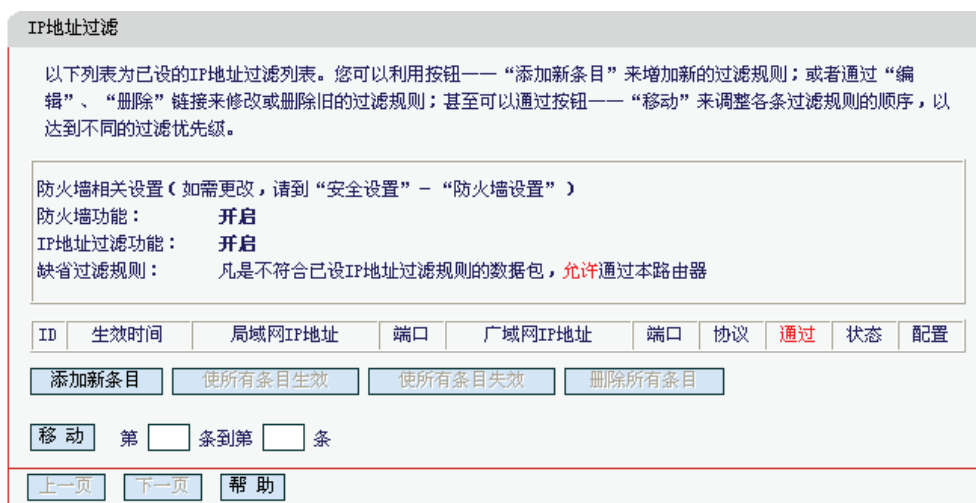 IP地址过滤
以下列表为已设的IP地址过滤列表。您可以利用按钮——“添加新条目”来增加新的过滤规则；或者通过“编
辑”、“删除”链接来修改或删除旧的过滤规则；甚至可以通过按钮——“移动”来调整各条过滤规则的顺序，以
达到不同的过滤优先级。
防火墙相关设置（如需更改，请到“安全设置”－“防火墙设置”）
防火墙功能： 开启
IP地址过滤功能： 开启
缺省过滤规则： 凡是不符合已设IP地址过滤规则的数据包，允许通过本路由器
ID 生效时间 局域网IP地址 端口 广域网IP地址 端口 协议 通过 状态 配置
添加新条目 使所有条目生效 使所有条目失效 删除所有条目
移 动 第 条到第 条
上一页 下一页 帮 助